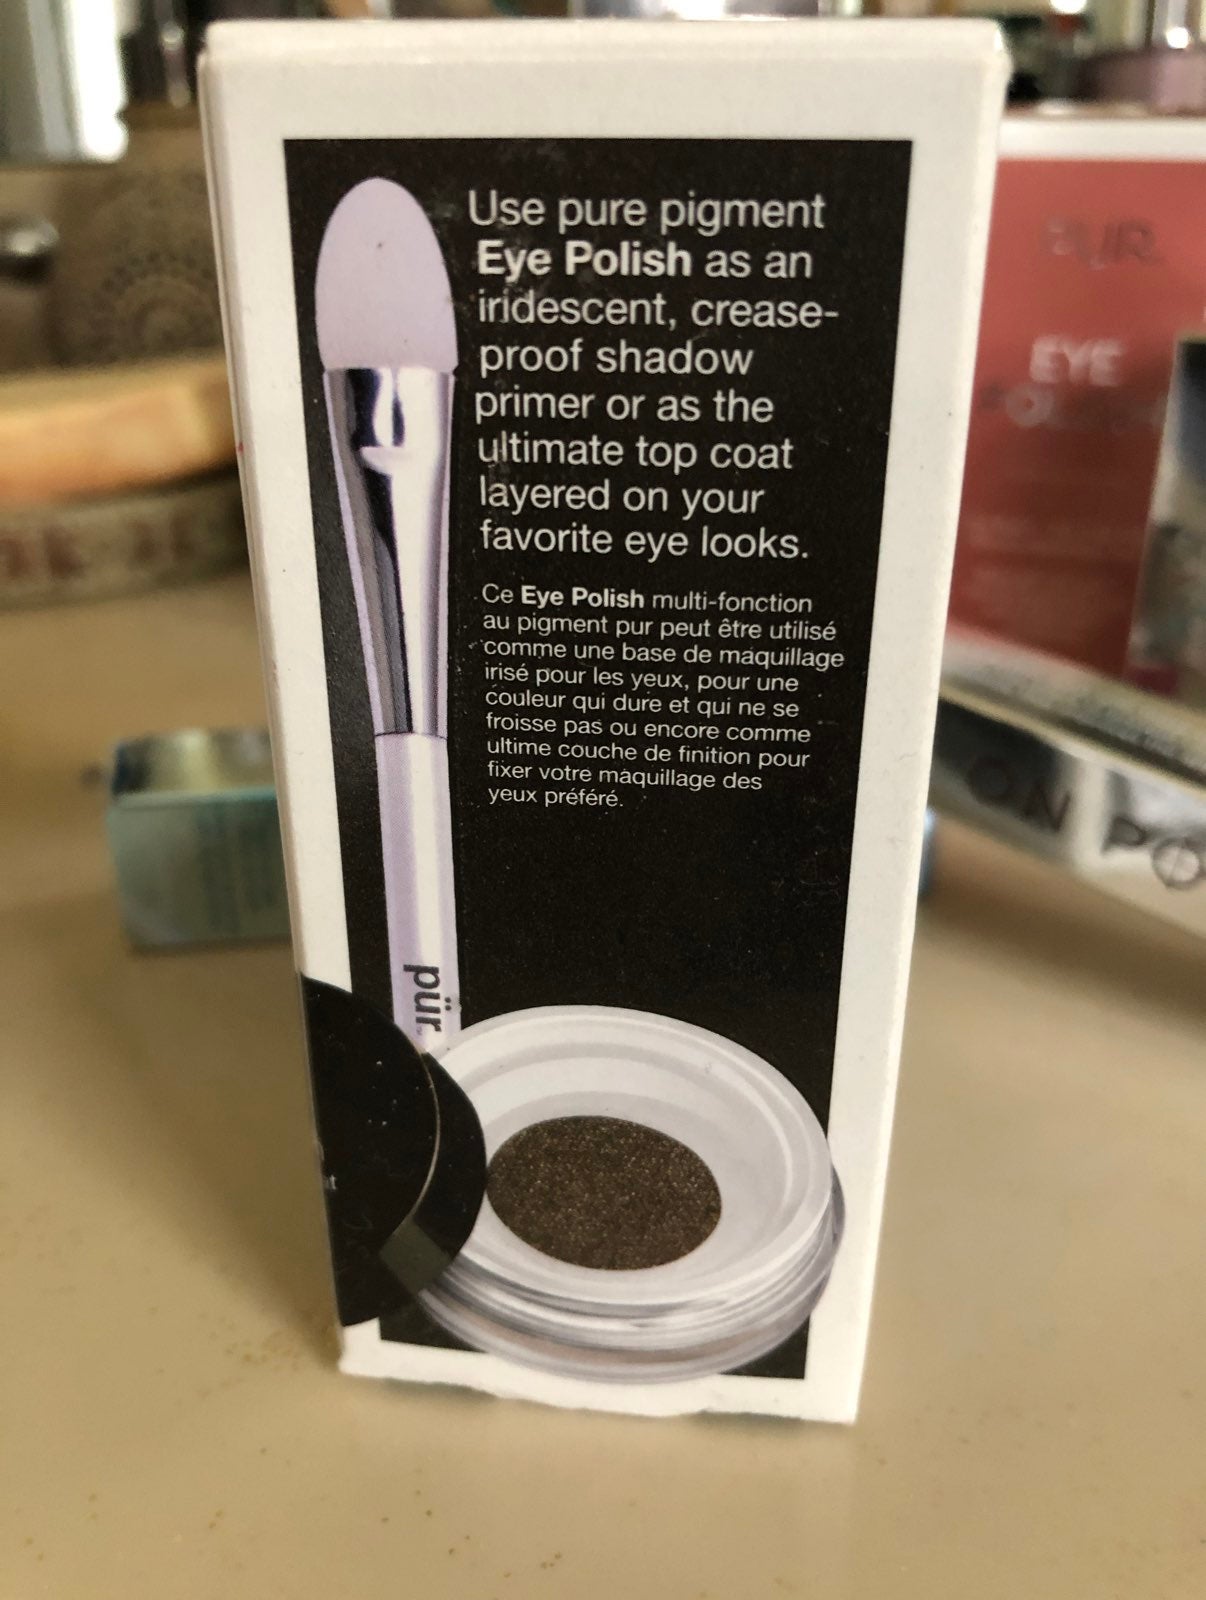 Use pure pigment
Eye Polish as an
iridescent, crease-
proof shadow
primer or as the
ultimate top coat
layered on your
favorite eye looks.
Ce Eye Polish multi-fonction
au pigment pur peut être utilisé
comme une base de maquillage
irisé pour les yeux, pour une
couleur qui dure et qui ne se
froisse pas ou encore comme
ultime couche de finition pour
fixer votre maquillage des
yeux préféré.
pür
PUR
EYE